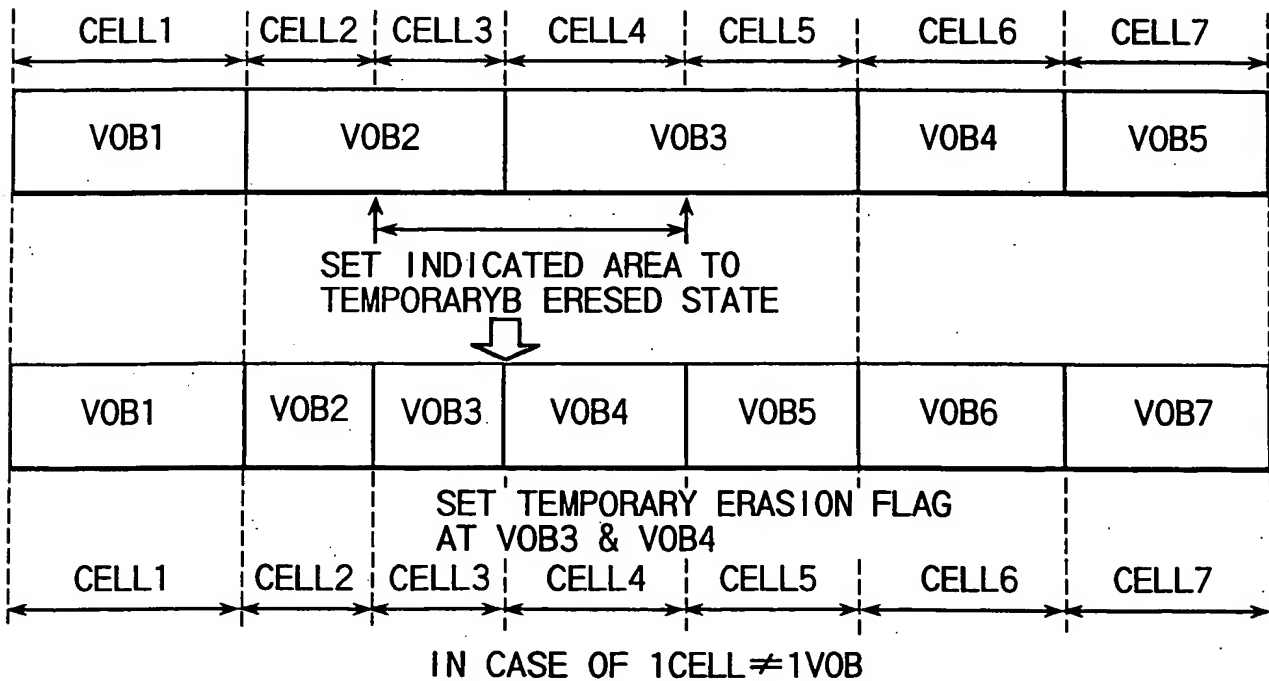 CELL1 CELL2 CELL3 CELL4 CELL5 CELL6 CELL7
VOB1 VOB2 VOB3 VOB4 VOB5
SET INDICATED AREA TO
TEMPORARYB ERESED STATE
VOB1 VOB2 VOB3 VOB4 VOB5 VOB6 VOB7
SET TEMPORARY ERASION FLAG
AT VOB3 & VOB4
CELL1 CELL2 CELL3 CELL4 CELL5 CELL6 CELL7
IN CASE OF 1CELL≠1VOB